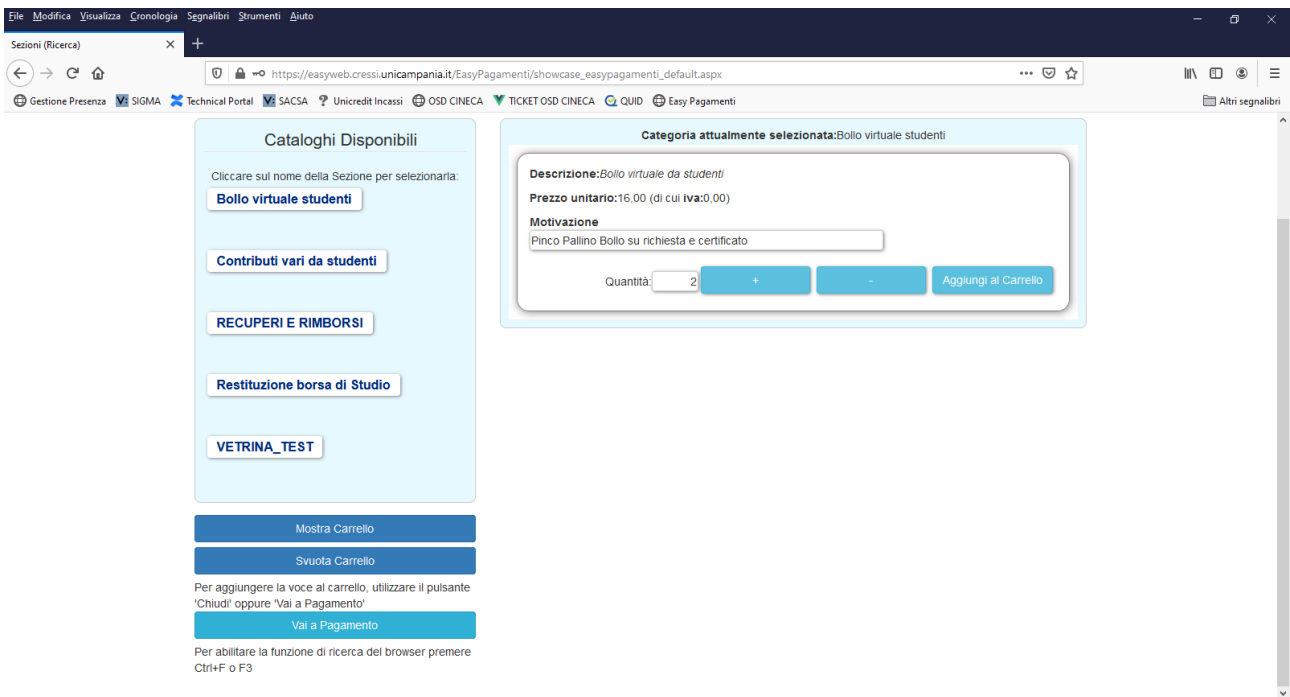 File Modifica Visualizza Cronologia Segnalibri Strumenti Aiuto
Sezioni (Ricerca)
https://easyweb.cressi.unicampania.it/EasyPagamenti/showcase_easypagamenti_default.aspx
Gestione Presenza SIGMA Technical Portal SACSA Unicredit Incassi OSD CINECA TICKET OSD CINECA QUID Easy Pagamenti Altri segnalibri
Cataloghi Disponibili
Cliccare sul nome della Sezione per selezionarla:
Bollo virtuale studenti
Contributi vari da studenti
RECUPERI E RIMBORSI
Restituzione borsa di Studio
VETRINA_TEST
Mostra Carrello
Svuota Carrello
Per aggiungere la voce al carrello, utilizzare il pulsante
'Chiudi' oppure 'Vai a Pagamento'
Vai a Pagamento
Per abilitare la funzione di ricerca del browser premere
Ctrl+F o F3
Categoria attualmente selezionata:Bollo virtuale studenti
Descrizione:Bollo virtuale da studenti
Prezzo unitario:16,00 (di cui iva:0,00)
Motivazione
Pinco Pallino Bollo su richiesta e certificato
Quantità: 2 + - Aggiungi al Carrello